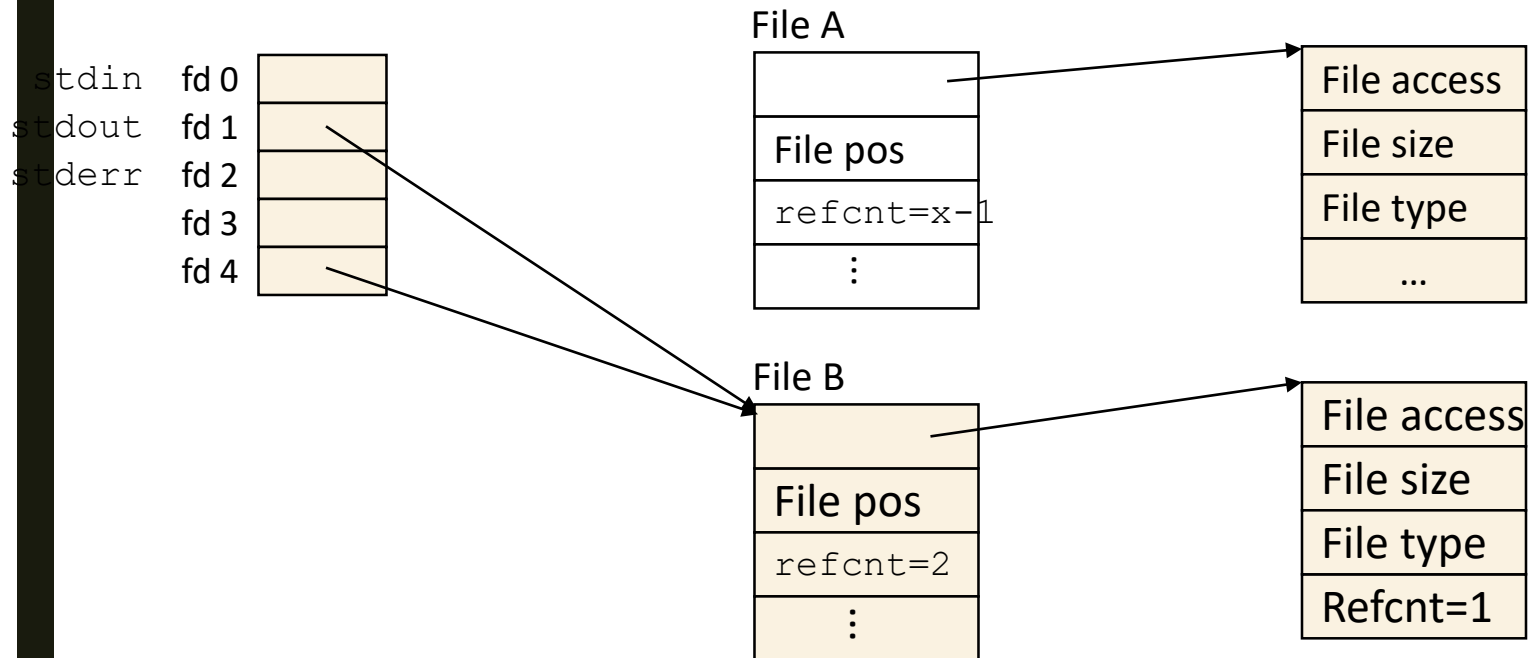 stdin fd 0
stdout fd 1
stderr fd 2
fd 3
fd 4
File A
File pos
refcnt=x-1
⋮
File access
File size
File type
...
File B
File pos
refcnt=2
⋮
File access
File size
File type
Refcnt=1